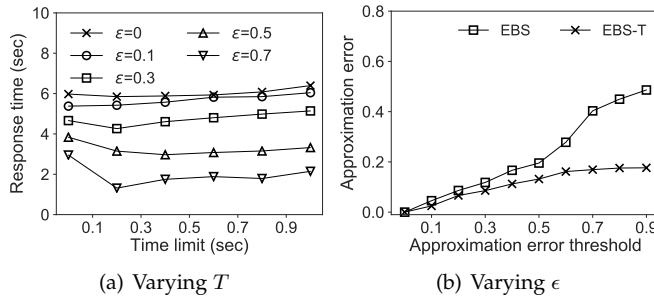 10
8
6
4
2
0
Response time (sec)
ε=0
ε=0.1
ε=0.3
ε=0.5
ε=0.7
0.1 0.3 0.5 0.7 0.9
Time limit (sec)
(a) Varying T
0.8
0.6
0.4
0.2
0.0
Approximation error
EBS EBS-T
0.1 0.3 0.5 0.7 0.9
Approximation error threshold
(b) Varying ϵ